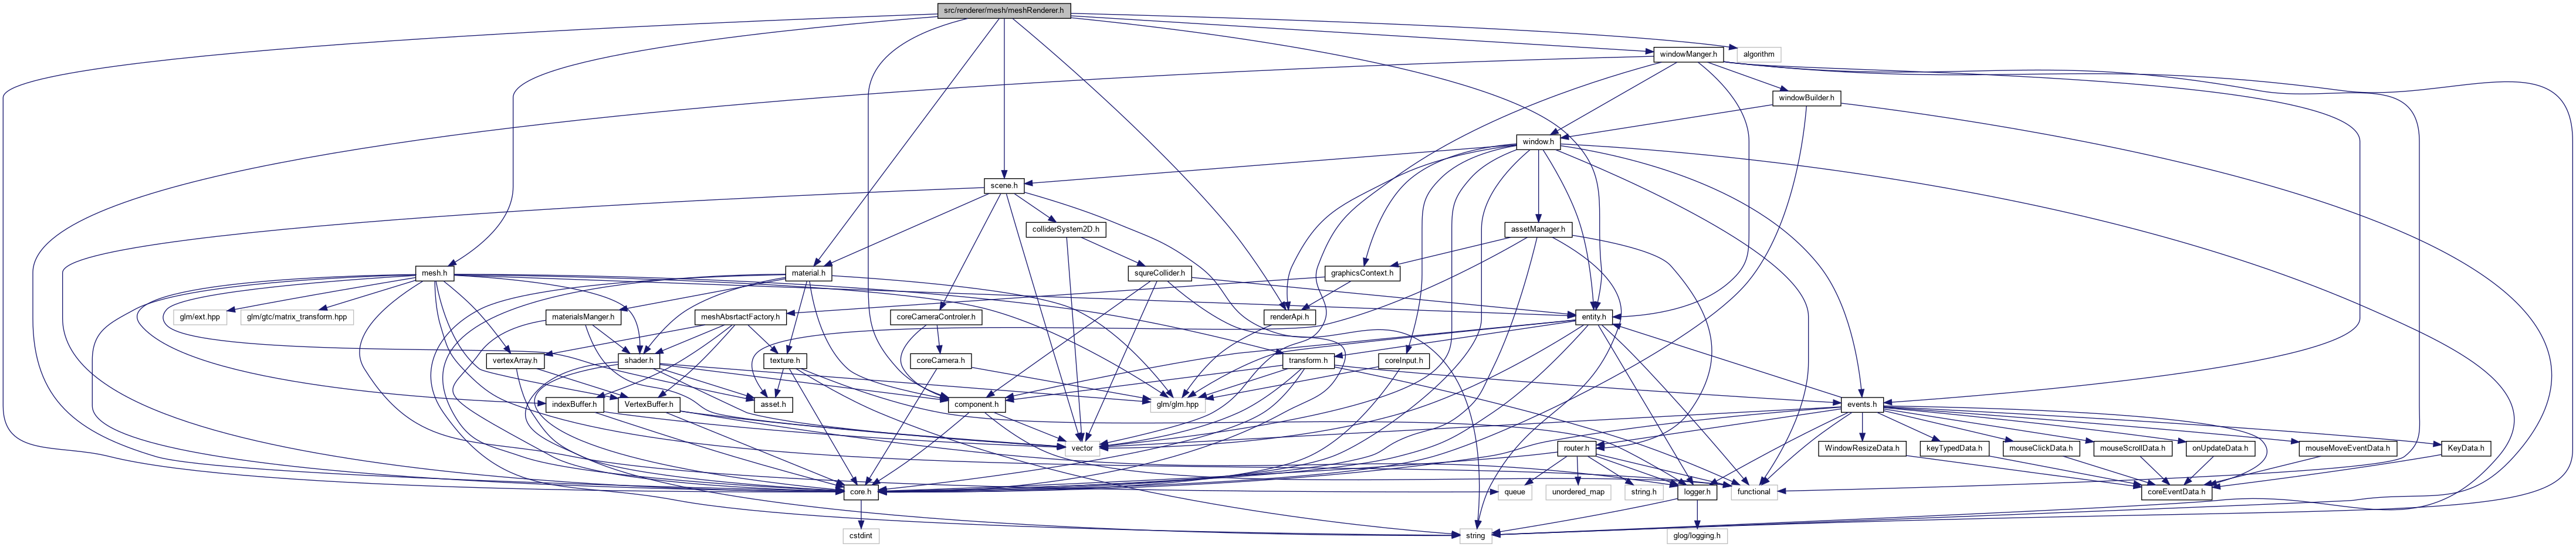 src/renderer/mesh/meshRenderer.h
windowManger.h
algorithm
windowBuilder.h
window.h
scene.h
colliderSystem2D.h
assetManager.h
mesh.h
material.h
squreCollider.h
graphicsContext.h
glm/ext.hpp
glm/gtc/matrix_transform.hpp
materialsManger.h
meshAbsrtactFactory.h
coreCameraControler.h
renderApi.h
entity.h
vertexArray.h
shader.h
texture.h
coreCamera.h
transform.h
coreInput.h
indexBuffer.h
VertexBuffer.h
asset.h
component.h
glm/glm.hpp
events.h
vector
router.h
WindowResizeData.h
keyTypedData.h
mouseClickData.h
mouseScrollData.h
onUpdateData.h
mouseMoveEventData.h
KeyData.h
core.h
queue
unordered_map
string.h
logger.h
functional
coreEventData.h
cstdint
string
glog/logging.h